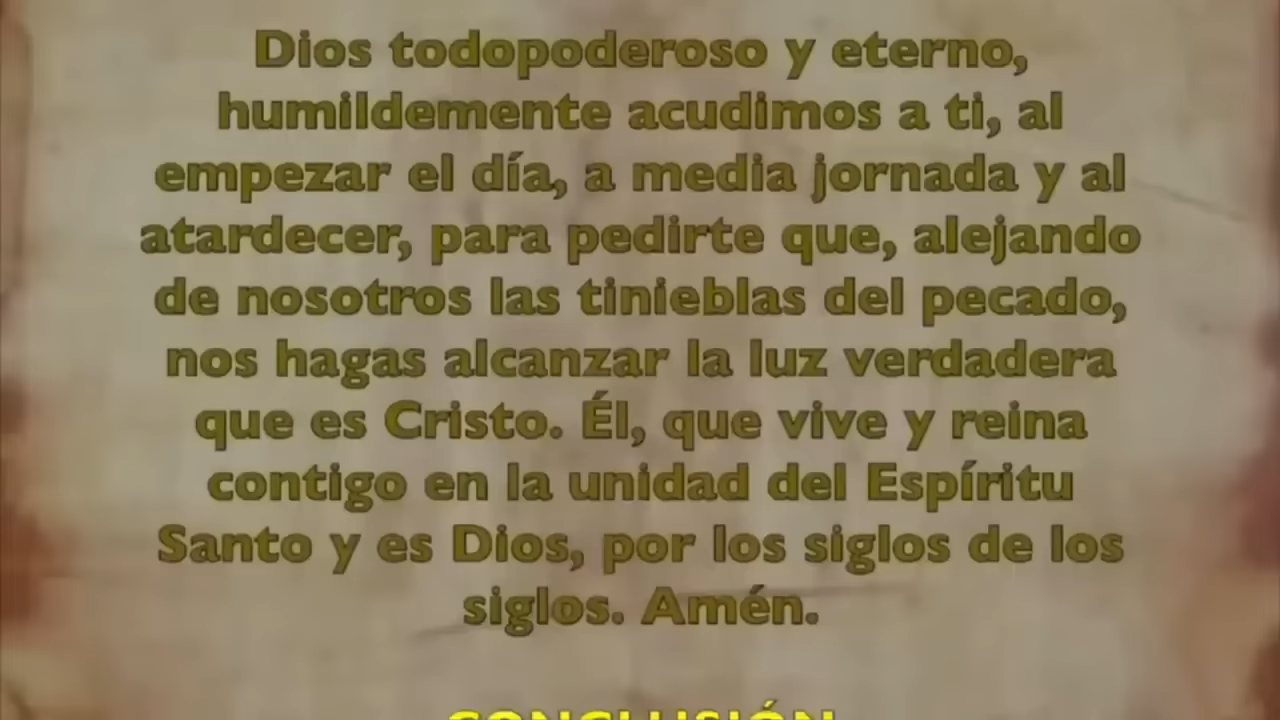 Dios todopoderoso y eterno,
humildemente acudimos a ti, al
empezar el día, a media jornada y al
atardecer, para pedirte que, alejando
de nosotros las tinieblas del pecado,
nos hagas alcanzar la luz verdadera
que es Cristo. Él, que vive y reina
contigo en la unidad del Espíritu
Santo y es Dios, por los siglos de los
siglos. Amén.
CONCLUSIÓN